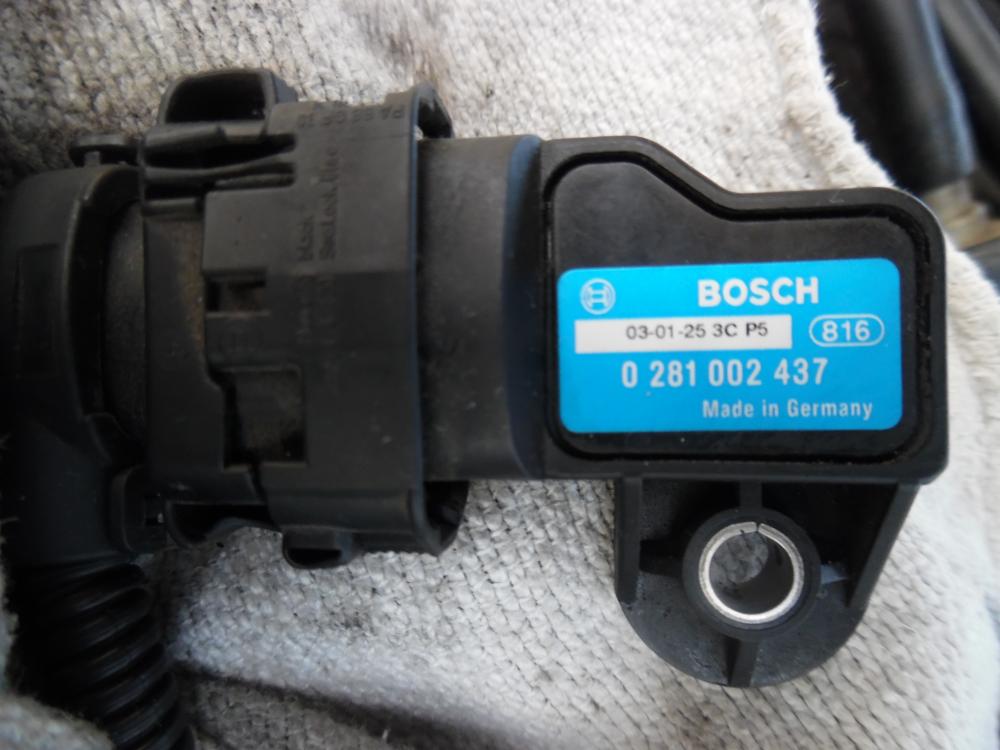 BOSCH
03-01-25 3C P5
816
0 281 002 437
Made in Germany